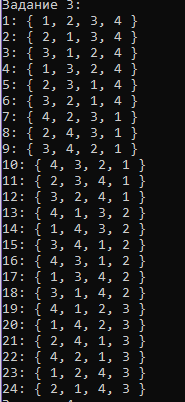 Задание 3:
1: { 1, 2, 3, 4 }
2: { 2, 1, 3, 4 }
3: { 3, 1, 2, 4 }
4: { 1, 3, 2, 4 }
5: { 2, 3, 1, 4 }
6: { 3, 2, 1, 4 }
7: { 4, 2, 3, 1 }
8: { 2, 4, 3, 1 }
9: { 3, 4, 2, 1 }
10: { 4, 3, 2, 1 }
11: { 2, 3, 4, 1 }
12: { 3, 2, 4, 1 }
13: { 4, 1, 3, 2 }
14: { 1, 4, 3, 2 }
15: { 3, 4, 1, 2 }
16: { 4, 3, 1, 2 }
17: { 1, 3, 4, 2 }
18: { 3, 1, 4, 2 }
19: { 4, 1, 2, 3 }
20: { 1, 4, 2, 3 }
21: { 2, 4, 1, 3 }
22: { 4, 2, 1, 3 }
23: { 1, 2, 4, 3 }
24: { 2, 1, 4, 3 }